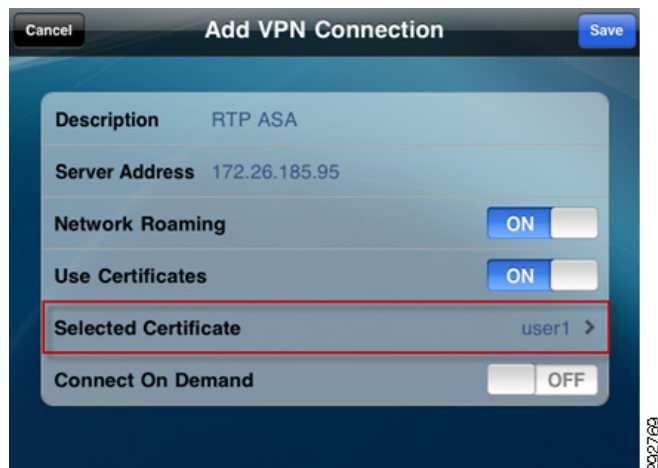 Cancel Add VPN Connection Save
Description RTP ASA
Server Address 172.26.185.95
Network Roaming ON
Use Certificates ON
Selected Certificate user1 >
Connect On Demand OFF
292769